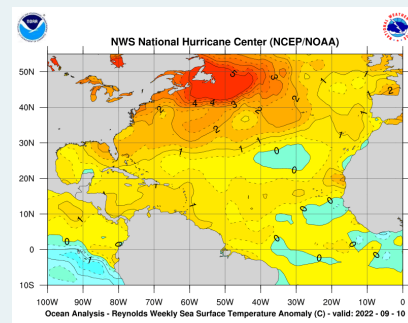 NOAA
NWS National Hurricane Center (NCEP/NOAA)
50N
40N
30N
20N
10N
0
10S
100W 90W 80W 70W 60W 50W 40W 30W 20W 10W 0
Ocean Analysis - Reynolds Weekly Sea Surface Temperature Anomaly (C) - valid: 2022 - 09 - 10